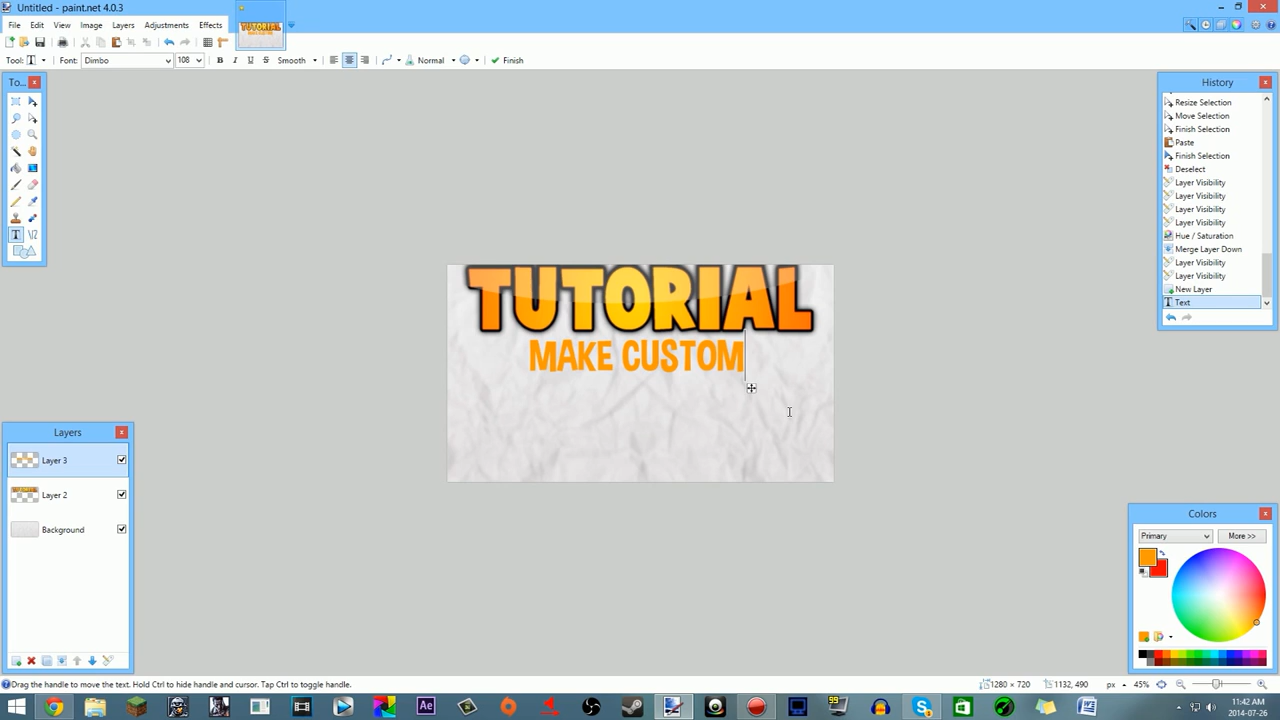 Untitled - paint.net 4.0.3
File Edit View Image Layers Adjustments Effects
Tool: T Font: Dimbo 108 B I U S Smooth Normal Finish
To...
History
Resize Selection
Move Selection
Finish Selection
Paste
Finish Selection
Deselect
Layer Visibility
Layer Visibility
Layer Visibility
Layer Visibility
Hue / Saturation
Merge Layer Down
Layer Visibility
Layer Visibility
New Layer
Text
TUTORIAL
MAKE CUSTOM
Layers
Layer 3
Layer 2
Background
Colors
Primary More >>
Drag the handle to move the text. Hold Ctrl to hide handle and cursor. Tap Ctrl to toggle handle.
1280 × 720 1132, 490 px 45%
Ae 99
11:42 AM
2014-07-26